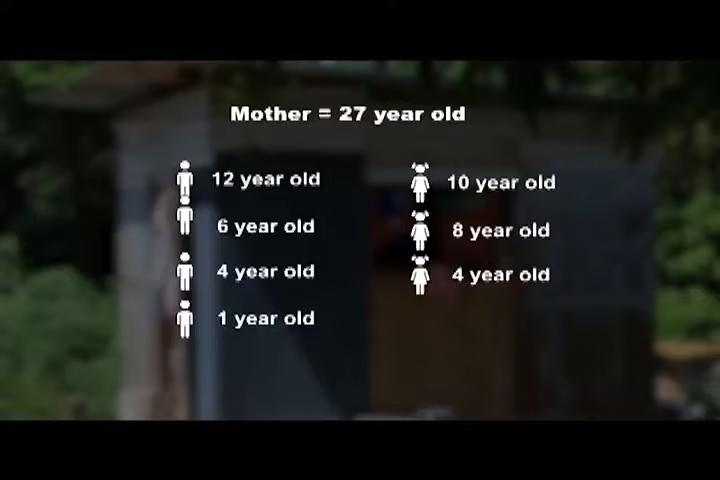 Mother = 27 year old
12 year old
6 year old
4 year old
1 year old
10 year old
8 year old
4 year old